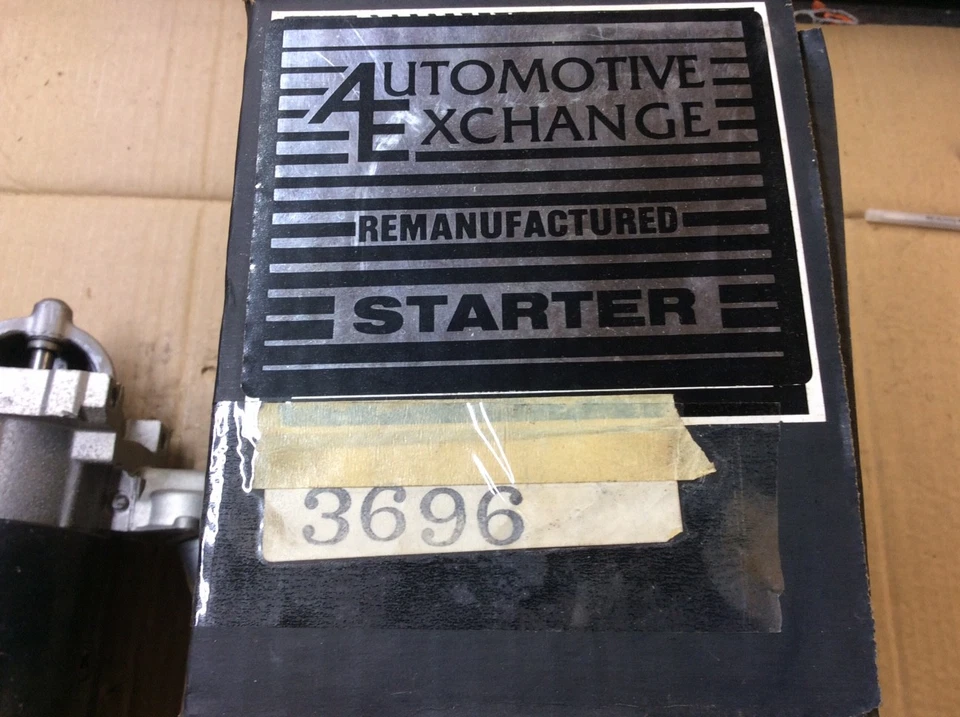 AUTOMOTIVE
EXCHANGE
REMANUFACTURED
STARTER
3696